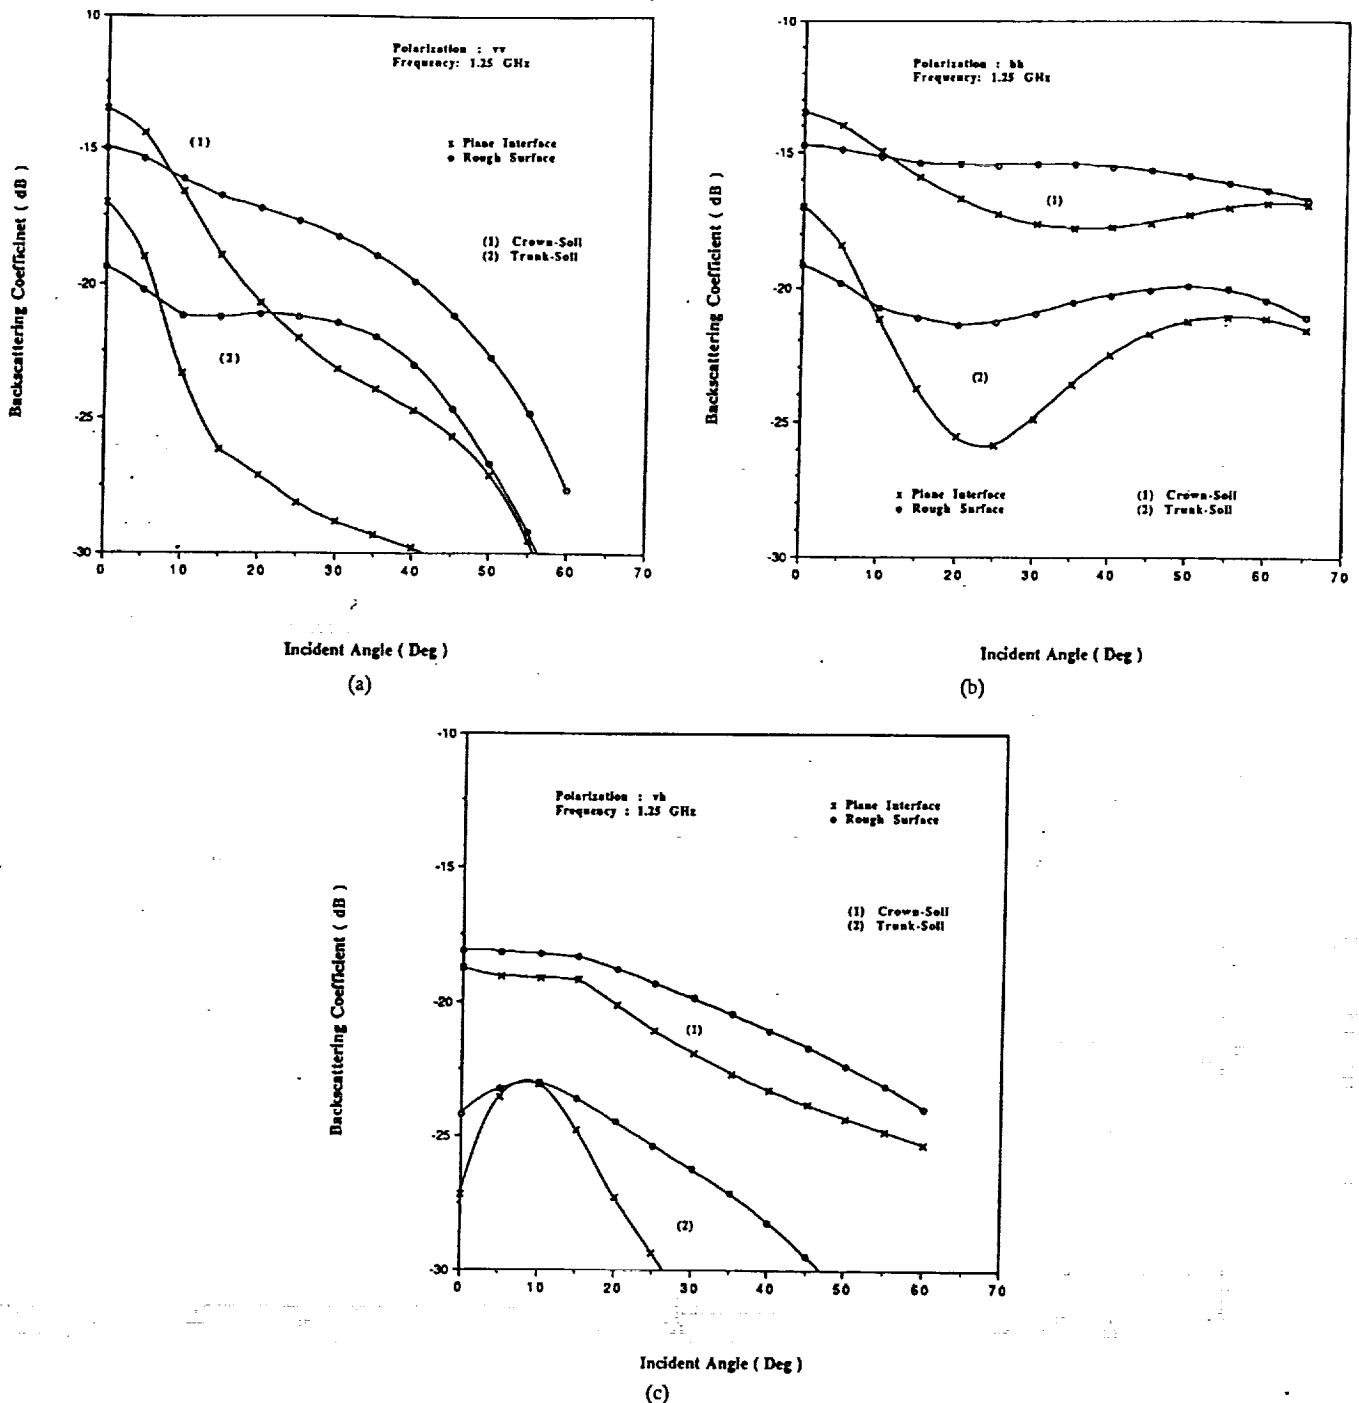 10
Polarization : vv
Frequency: 1.25 GHz
(1)
x Plane Interface
● Rough Surface
-15
(1) Crown-Soil
(2) Trunk-Soil
-20
(2)
-25
-30
0 10 20 30 40 50 60 70
Backscattering Coefficinet ( dB )
Incident Angle ( Deg )
(a)
-10
Polarization : hh
Frequency: 1.25 GHz
-15
(1)
-20
(2)
-25
x Plane Interface
● Rough Surface
(1) Crown-Soil
(2) Trunk-Soil
-30
0 10 20 30 40 50 60 70
Backscattering Coefficient ( dB )
Incident Angle ( Deg )
(b)
-10
Polarization : vh
Frequency : 1.25 GHz
x Plane Interface
● Rough Surface
-15
(1) Crown-Soil
(2) Trunk-Soil
-20
(1)
-25
(2)
-30
0 10 20 30 40 50 60 70
Backscattering Coefficient ( dB )
Incident Angle ( Deg )
(c)